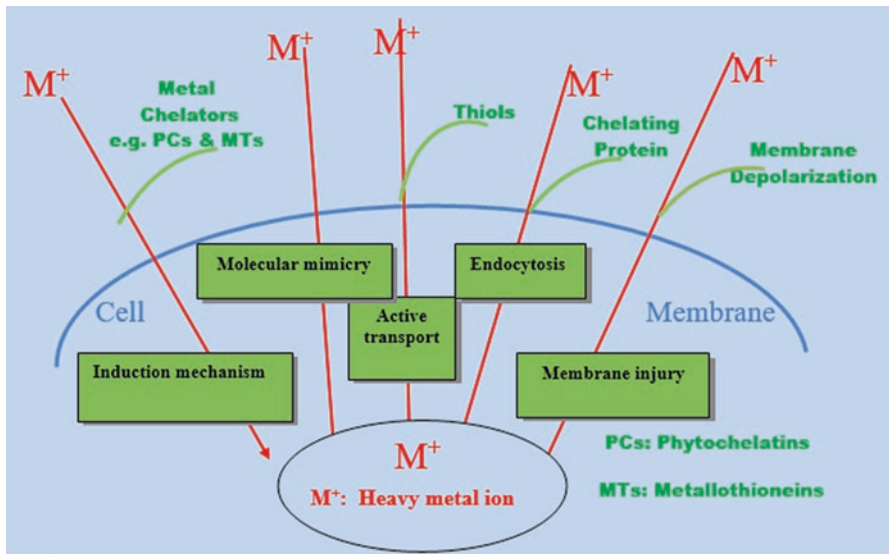 M+
M+
M+
M+
M+
Metal
Chelators
e.g. PCs & MTs
Thiols
Chelating
Protein
Membrane
Depolarization
Molecular mimicry
Endocytosis
Cell
Active
transport
Membrane
Induction mechanism
Membrane injury
M+
M+: Heavy metal ion
PCs: Phytochelatins
MTs: Metallothioneins